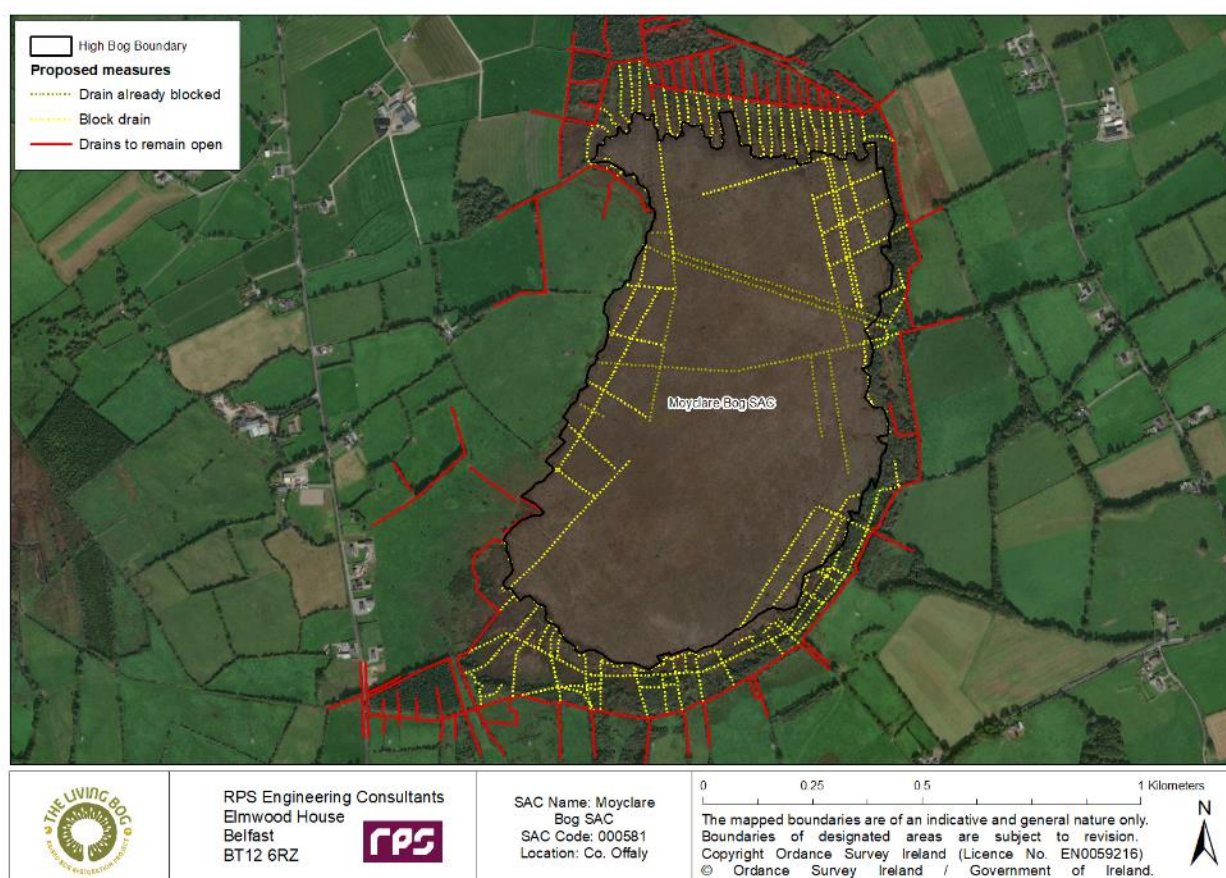 High Bog Boundary
Proposed measures
Drain already blocked
Block drain
Drains to remain open
Moyclare Bog SAC
THE LIVING BOG
RAISED BOG RESTORATION PROJECT
RPS Engineering Consultants
Elmwood House
Belfast
BT12 6RZ
rps
SAC Name: Moyclare
Bog SAC
SAC Code: 000581
Location: Co. Offaly
0 0.25 0.5 1 Kilometers
The mapped boundaries are of an indicative and general nature only.
Boundaries of designated areas are subject to revision.
Copyright Ordance Survey Ireland (Licence No. EN0059216)
© Ordance Survey Ireland / Government of Ireland.
N